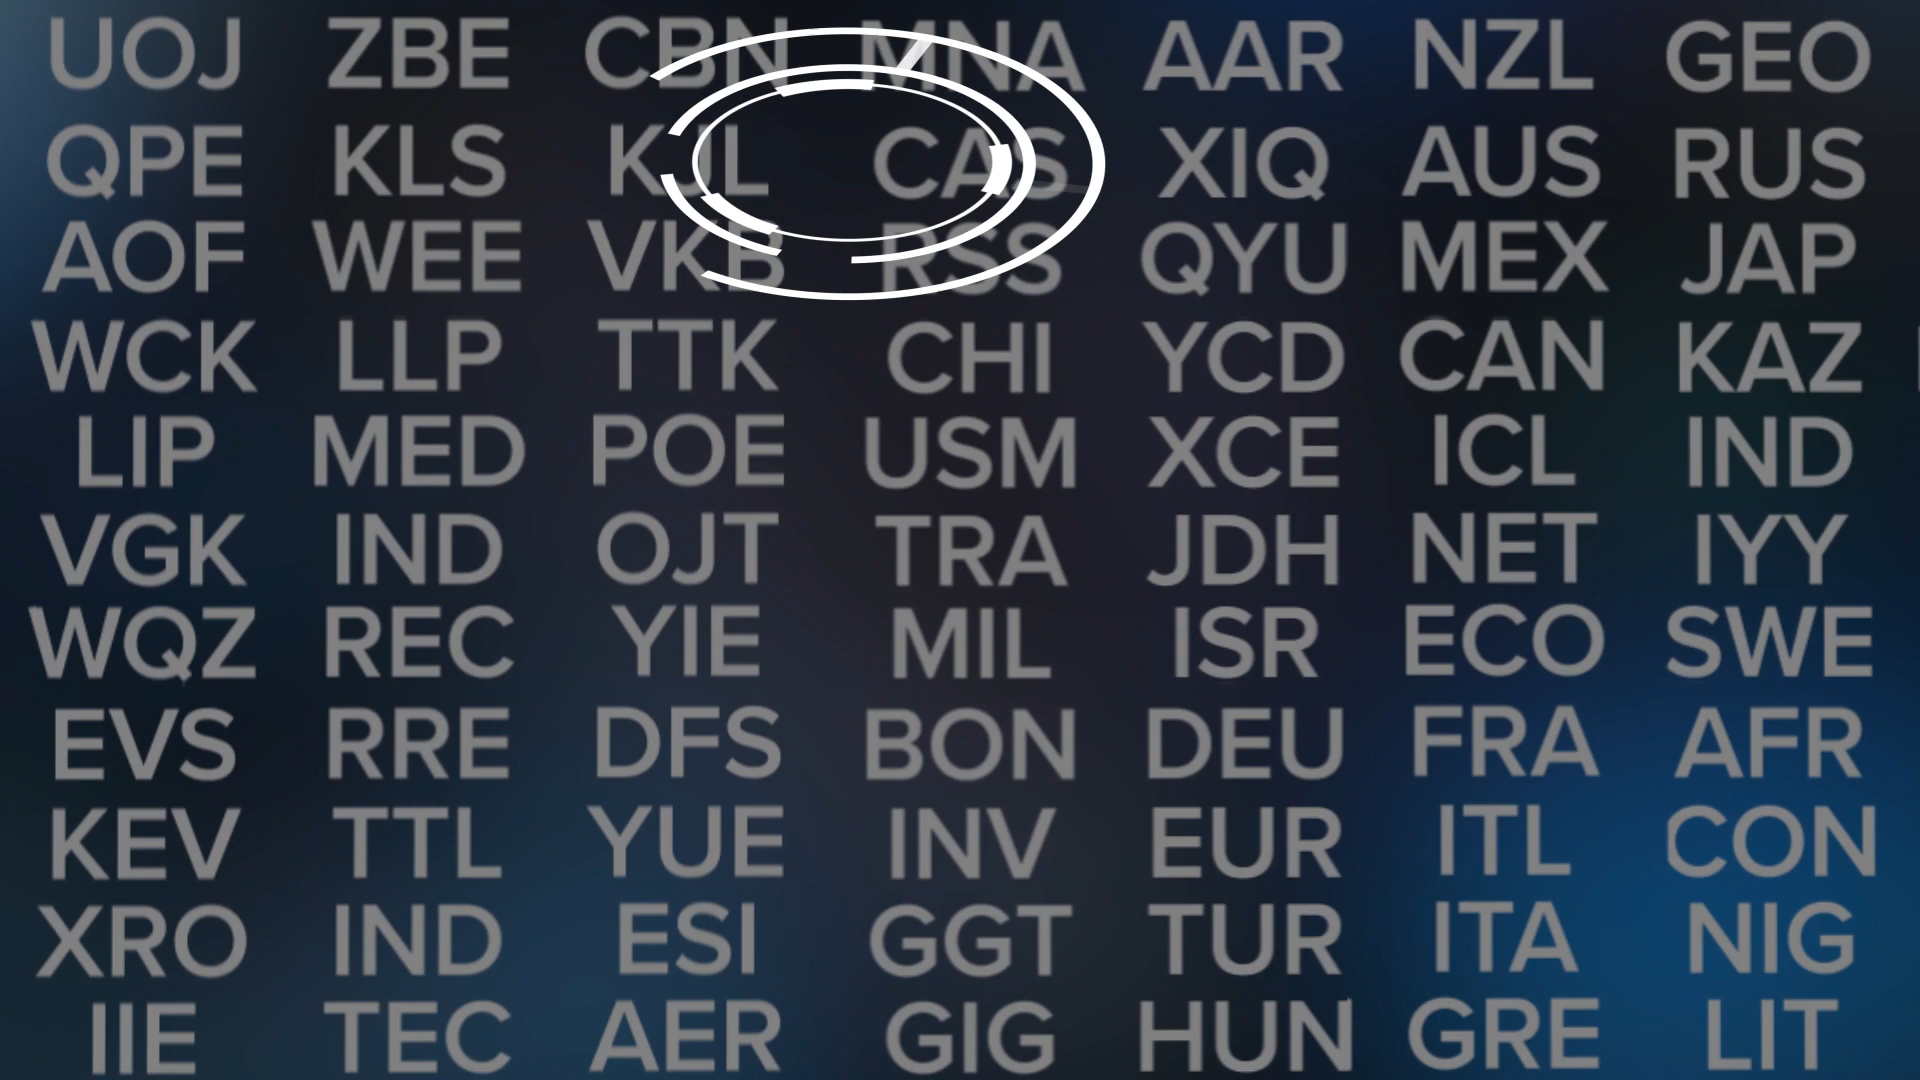 UOJ ZBE CBN MNA AAR NZL GEO
QPE KLS KJL CAS XIQ AUS RUS
AOF WEE VKB RSS QYU MEX JAP
WCK LLP TTK CHI YCD CAN KAZ
LIP MED POE USM XCE ICL IND
VGK IND OJT TRA JDH NET IYY
WQZ REC YIE MIL ISR ECO SWE
EVS RRE DFS BON DEU FRA AFR
KEV TTL YUE INV EUR ITL CON
XRO IND ESI GGT TUR ITA NIG
IIE TEC AER GIG HUN GRE LIT